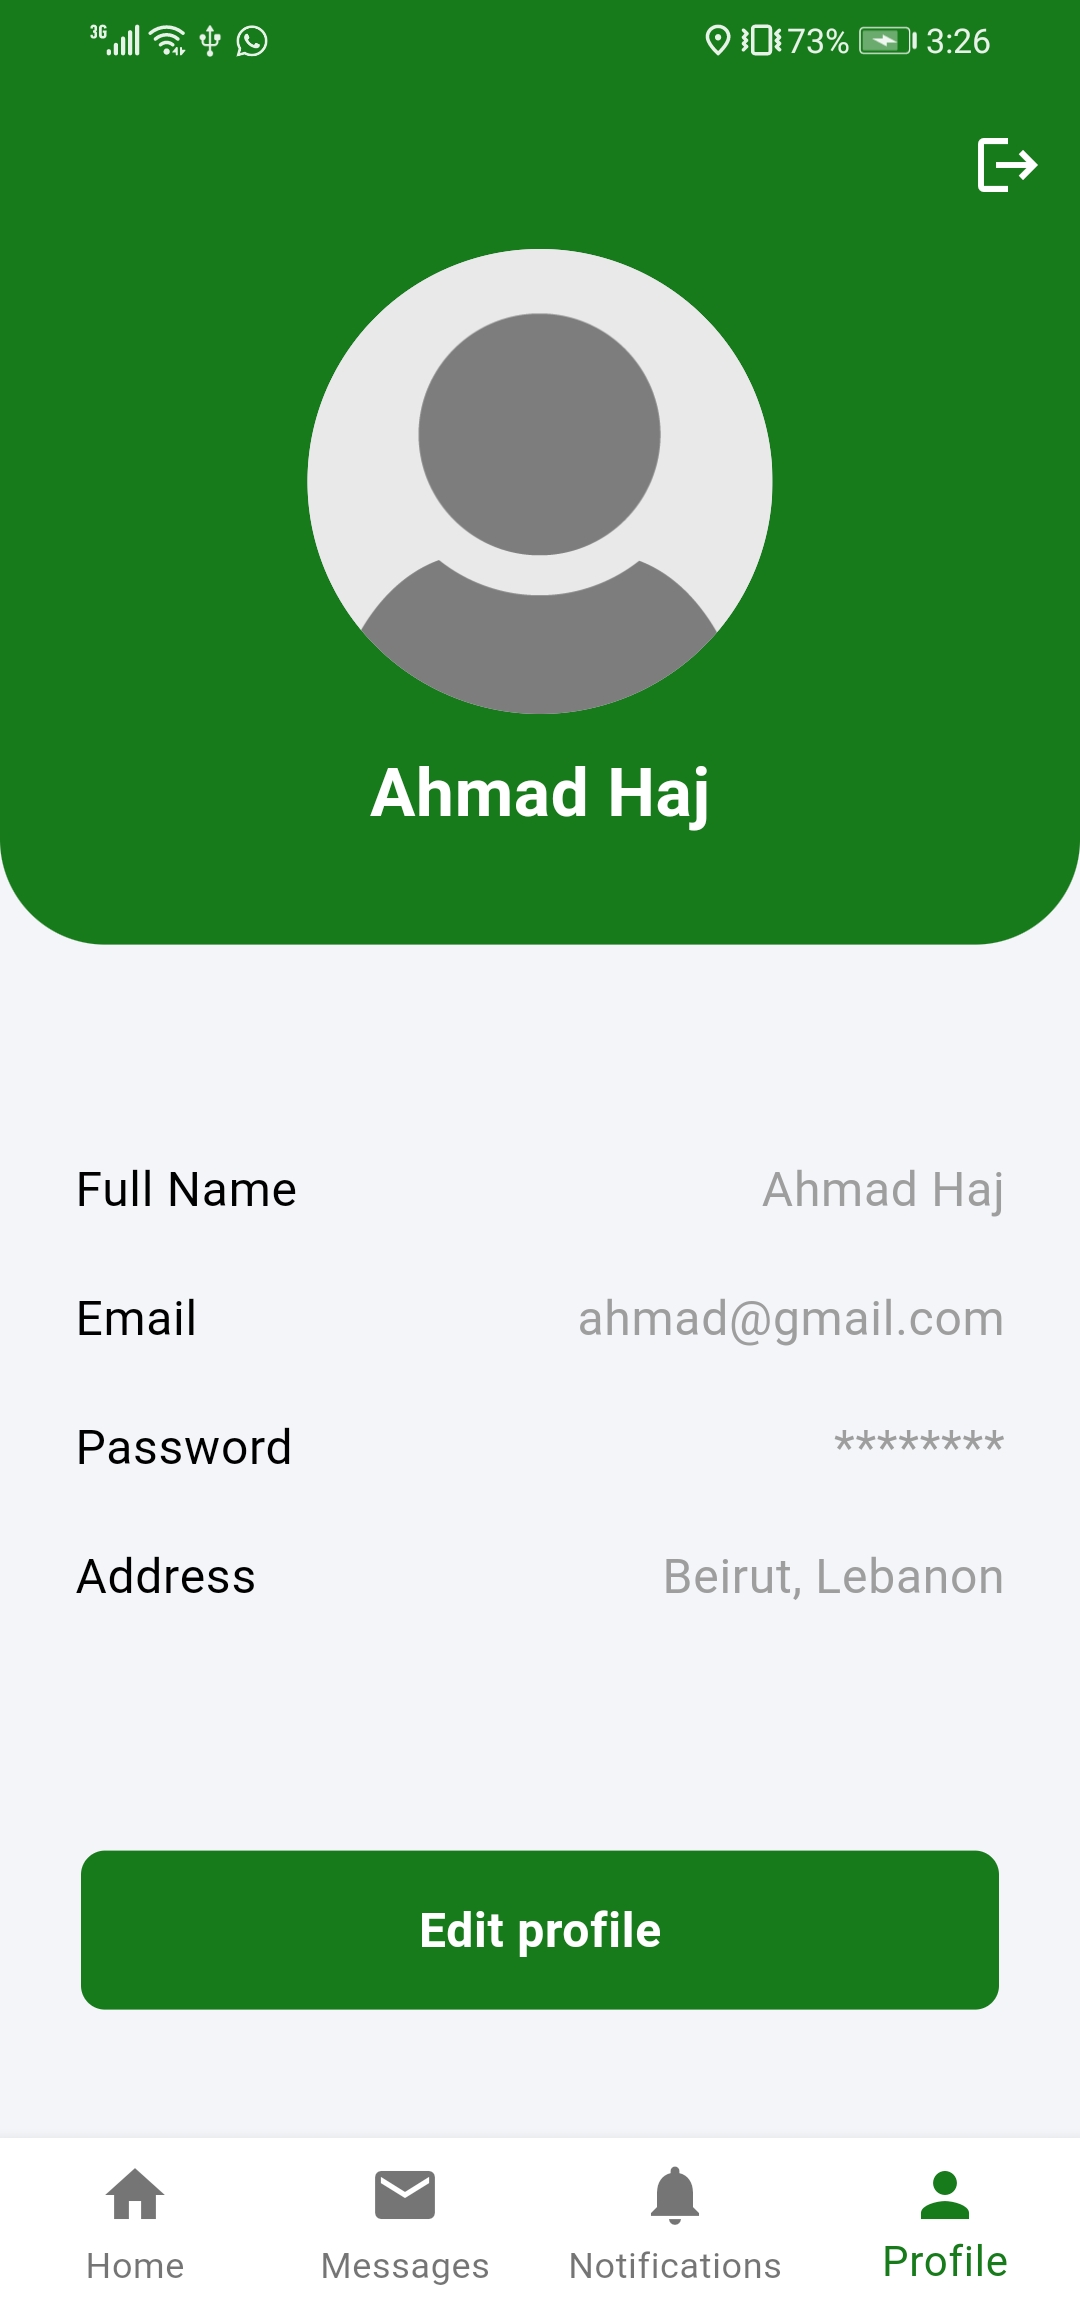 3G 73% 3:26
Ahmad Haj
Full Name Ahmad Haj
Email ahmad@gmail.com
Password ********
Address Beirut, Lebanon
Edit profile
Home Messages Notifications Profile